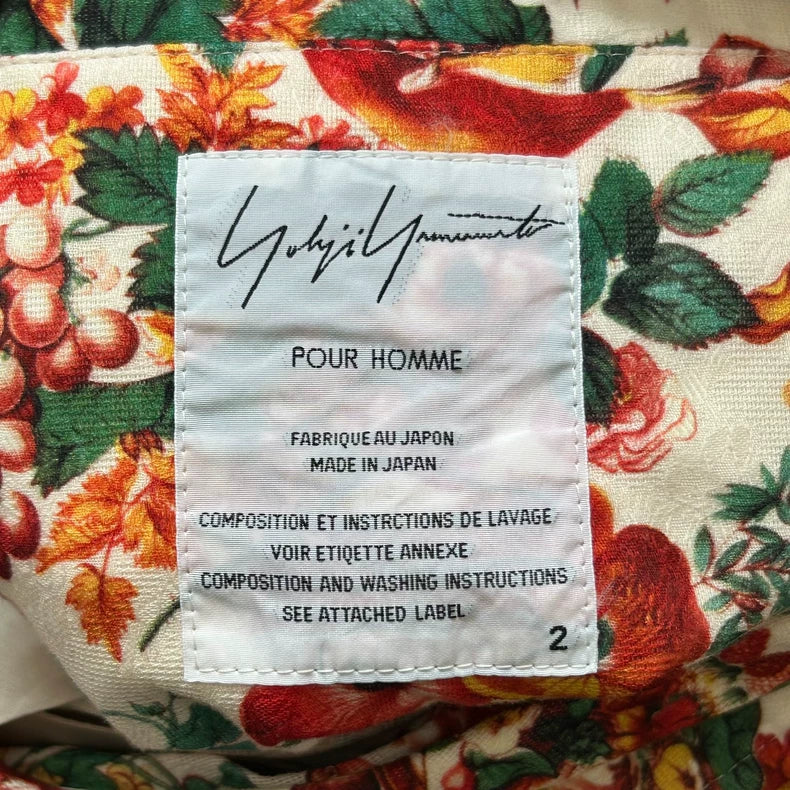 Yohji Yamamoto
POUR HOMME
FABRIQUE AU JAPON
MADE IN JAPAN
COMPOSITION ET INSTRCTIONS DE LAVAGE
VOIR ETIQETTE ANNEXE
COMPOSITION AND WASHING INSTRUCTIONS
SEE ATTACHED LABEL
2